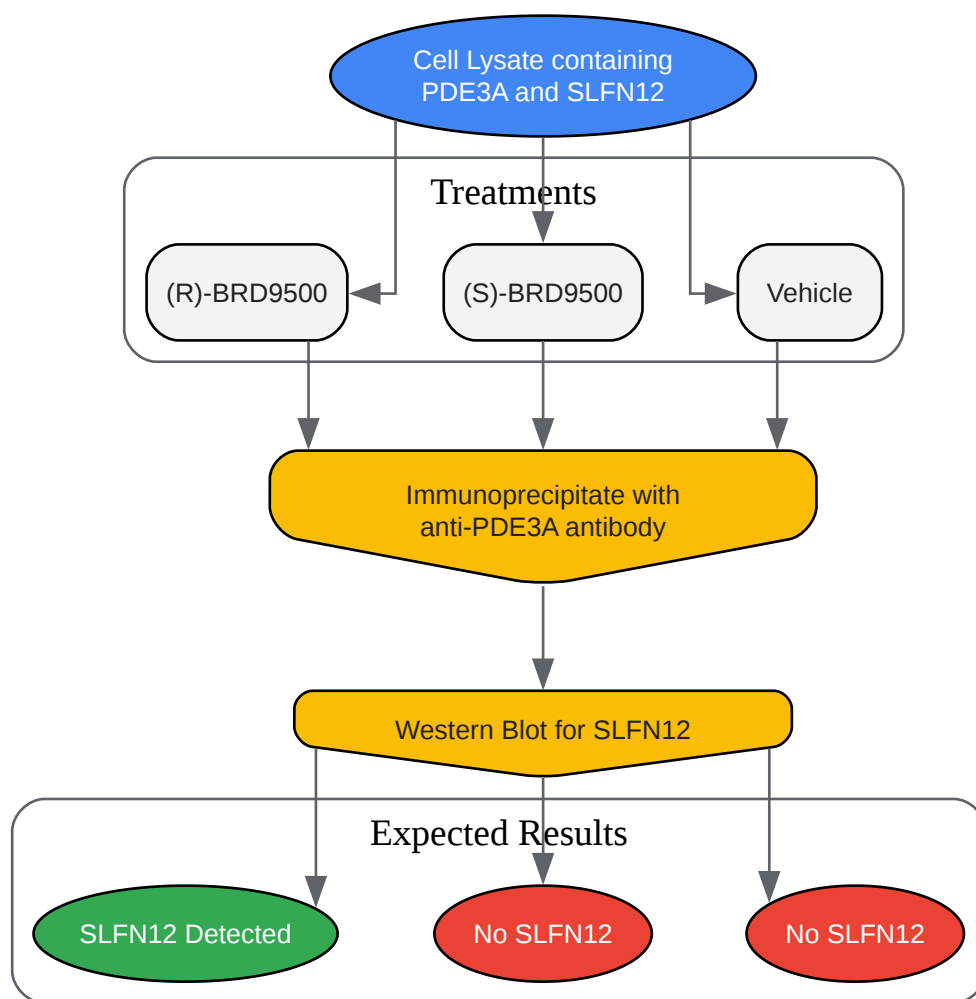 Cell Lysate containing
PDE3A and SLFN12
Treatments
(R)-BRD9500
(S)-BRD9500
Vehicle
Immunoprecipitate with
anti-PDE3A antibody
Western Blot for SLFN12
Expected Results
SLFN12 Detected
No SLFN12
No SLFN12